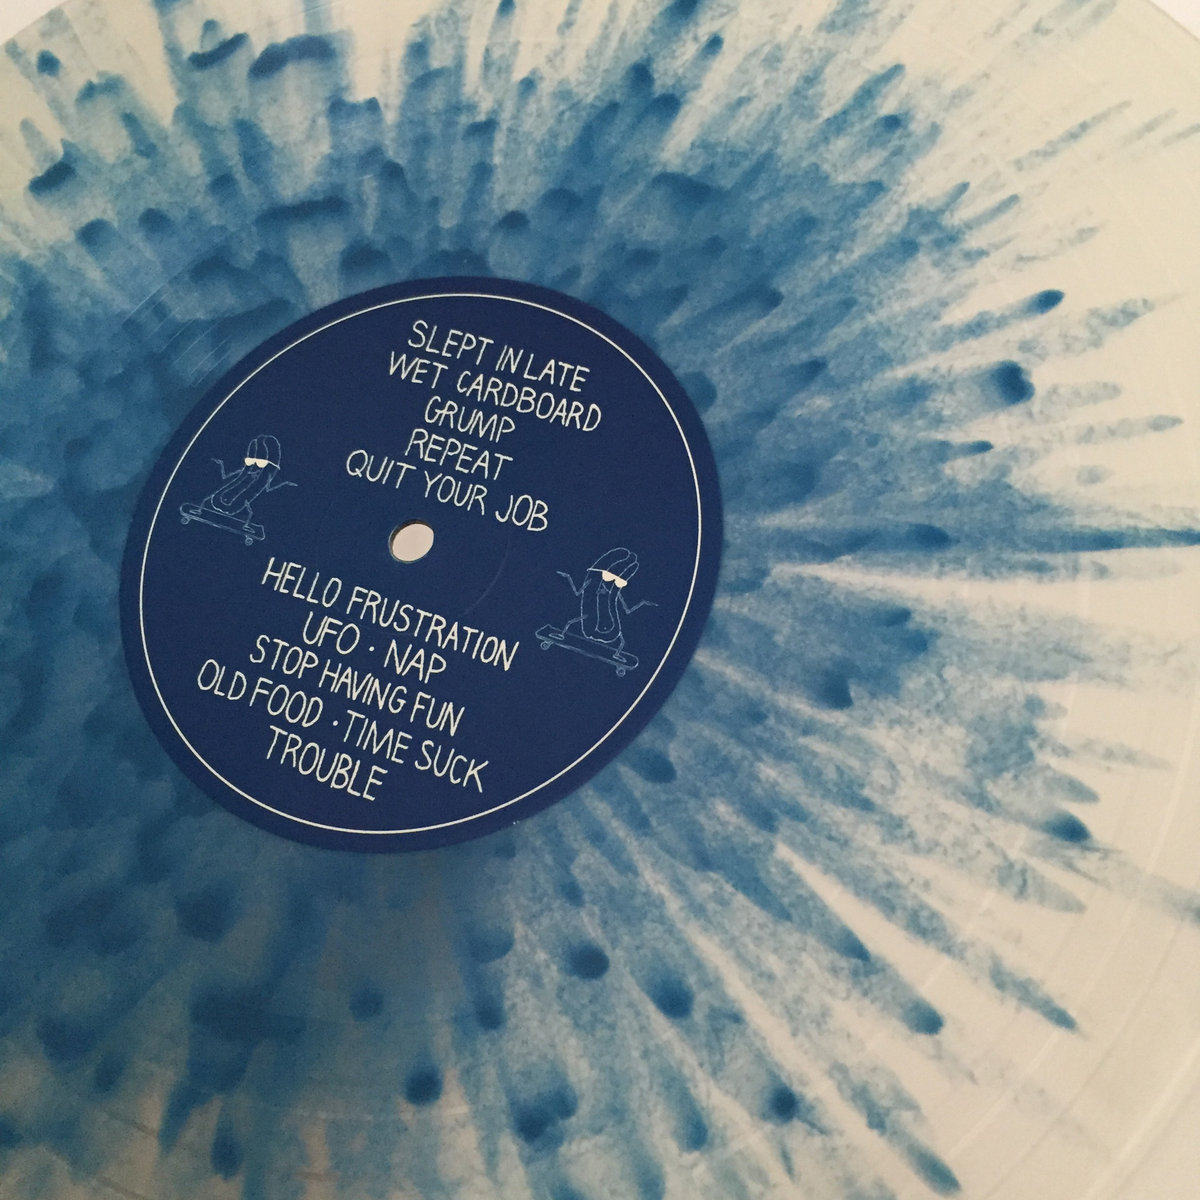 SLEPT IN LATE
WET CARDBOARD
GRUMP
REPEAT
QUIT YOUR JOB
HELLO FRUSTRATION
UFO · NAP
STOP HAVING FUN
OLD FOOD · TIME SUCK
TROUBLE